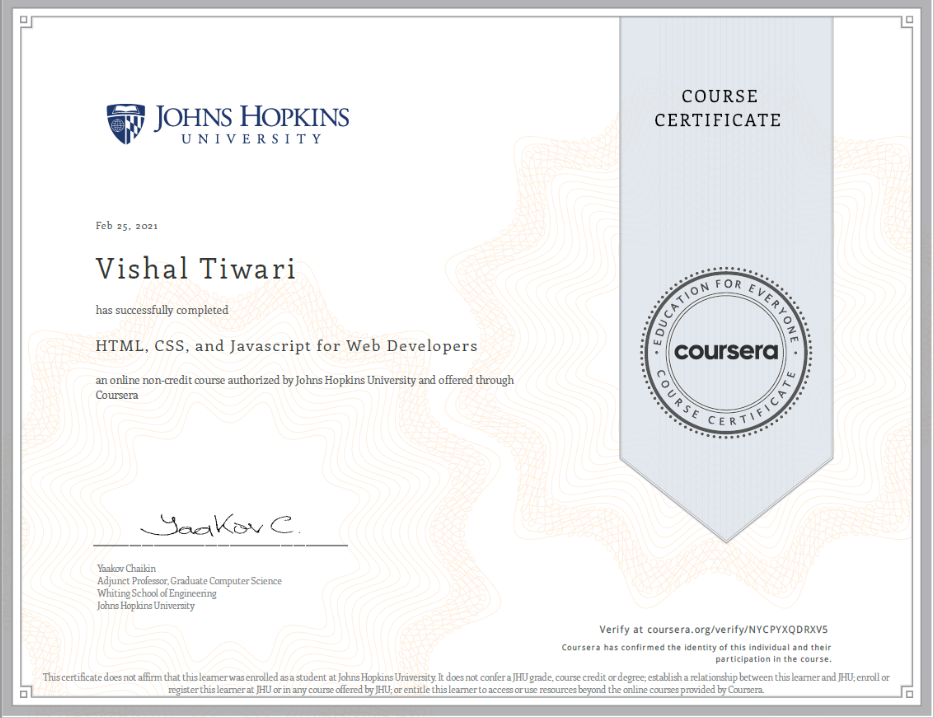 JOHNS HOPKINS
UNIVERSITY
COURSE
CERTIFICATE
Feb 25, 2021
Vishal Tiwari
has successfully completed
HTML, CSS, and Javascript for Web Developers
an online non-credit course authorized by Johns Hopkins University and offered through
Coursera
EDUCATION FOR EVERYONE
coursera
COURSE CERTIFICATE
Yaakov C.
Yaakov Chaikin
Adjunct Professor, Graduate Computer Science
Whiting School of Engineering
Johns Hopkins University
Verify at coursera.org/verify/NYCPYXQDRXV5
Coursera has confirmed the identity of this individual and their
participation in the course.
This certificate does not affirm that this learner was enrolled as a student at Johns Hopkins University. It does not confer a JHU grade, course credit or degree; establish a relationship between this learner and JHU; enroll or
register this learner at JHU or in any course offered by JHU; or entitle this learner to access or use resources beyond the online courses provided by Coursera.